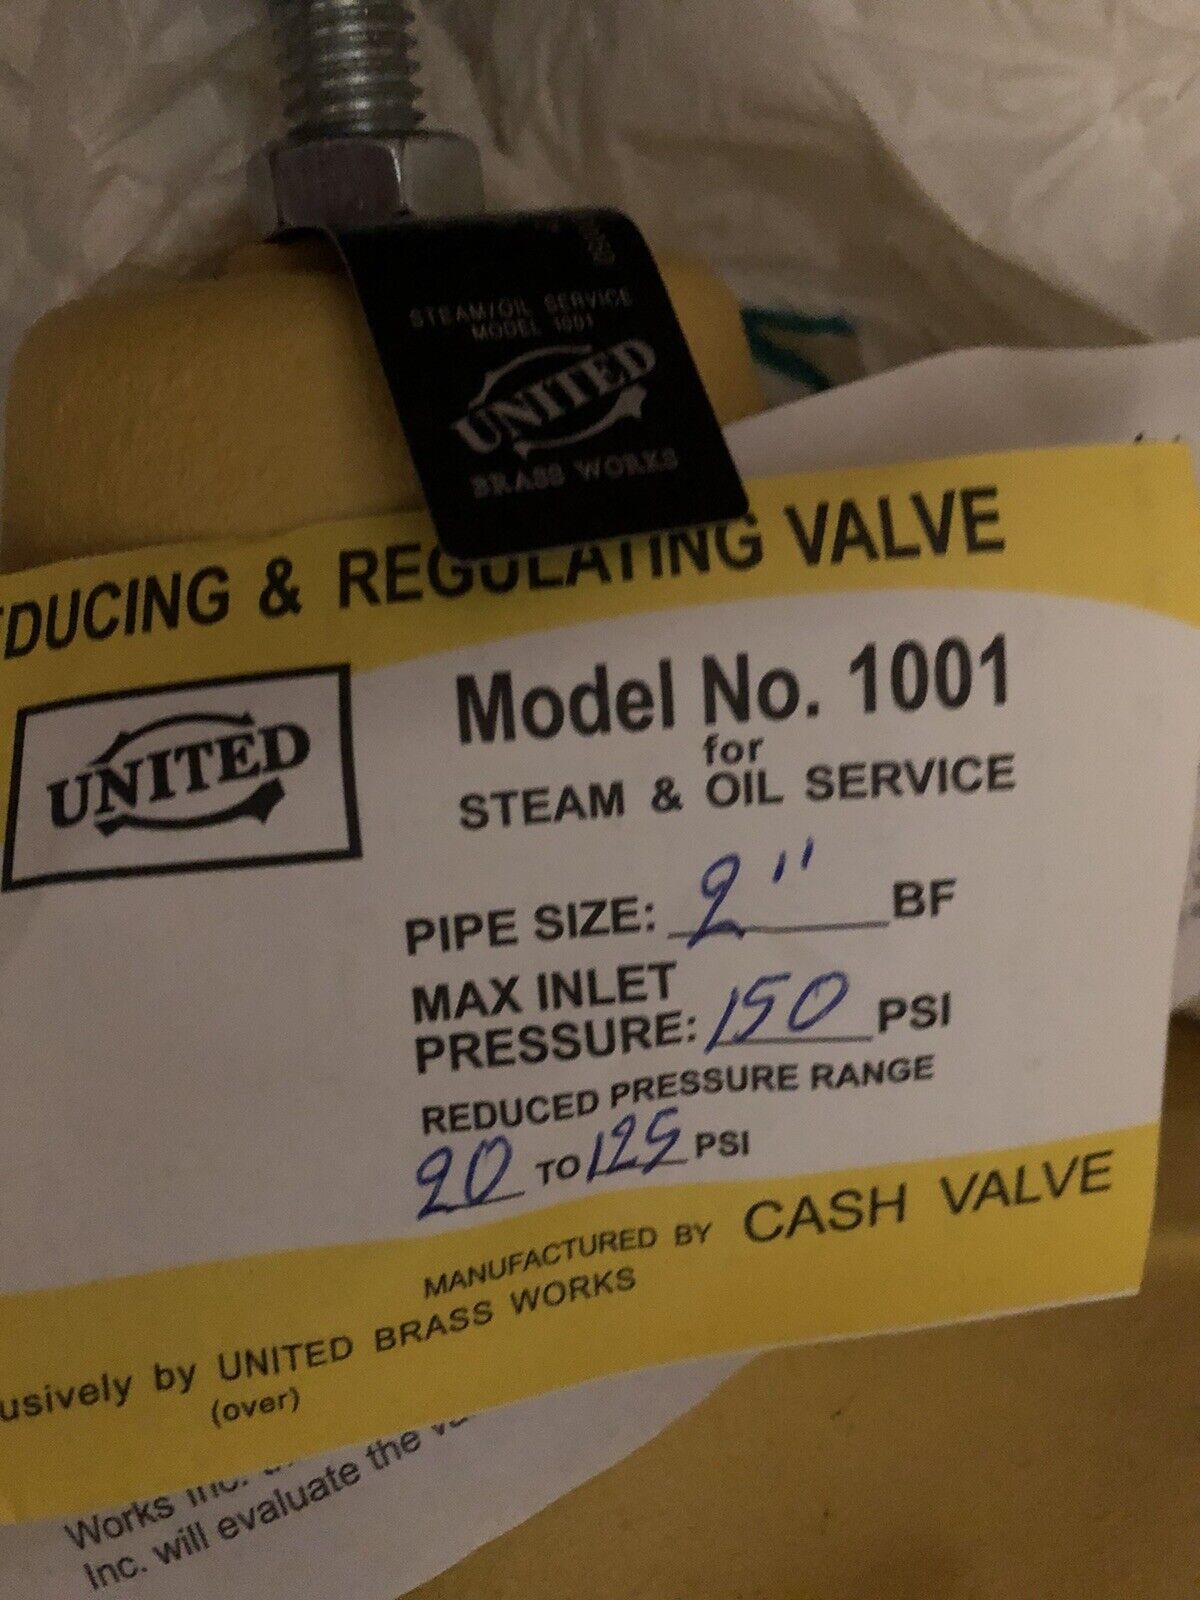 STEAM/OIL SERVICE
MODEL 1001
UNITED
BRASS WORKS
DUCING & REGULATING VALVE
UNITED
Model No. 1001
for
STEAM & OIL SERVICE
PIPE SIZE: 2" BF
MAX INLET
PRESSURE: 150 PSI
REDUCED PRESSURE RANGE
20 TO 125 PSI
MANUFACTURED BY CASH VALVE
usively by UNITED BRASS WORKS
(over)
Works Inc.
Inc. will evaluate the